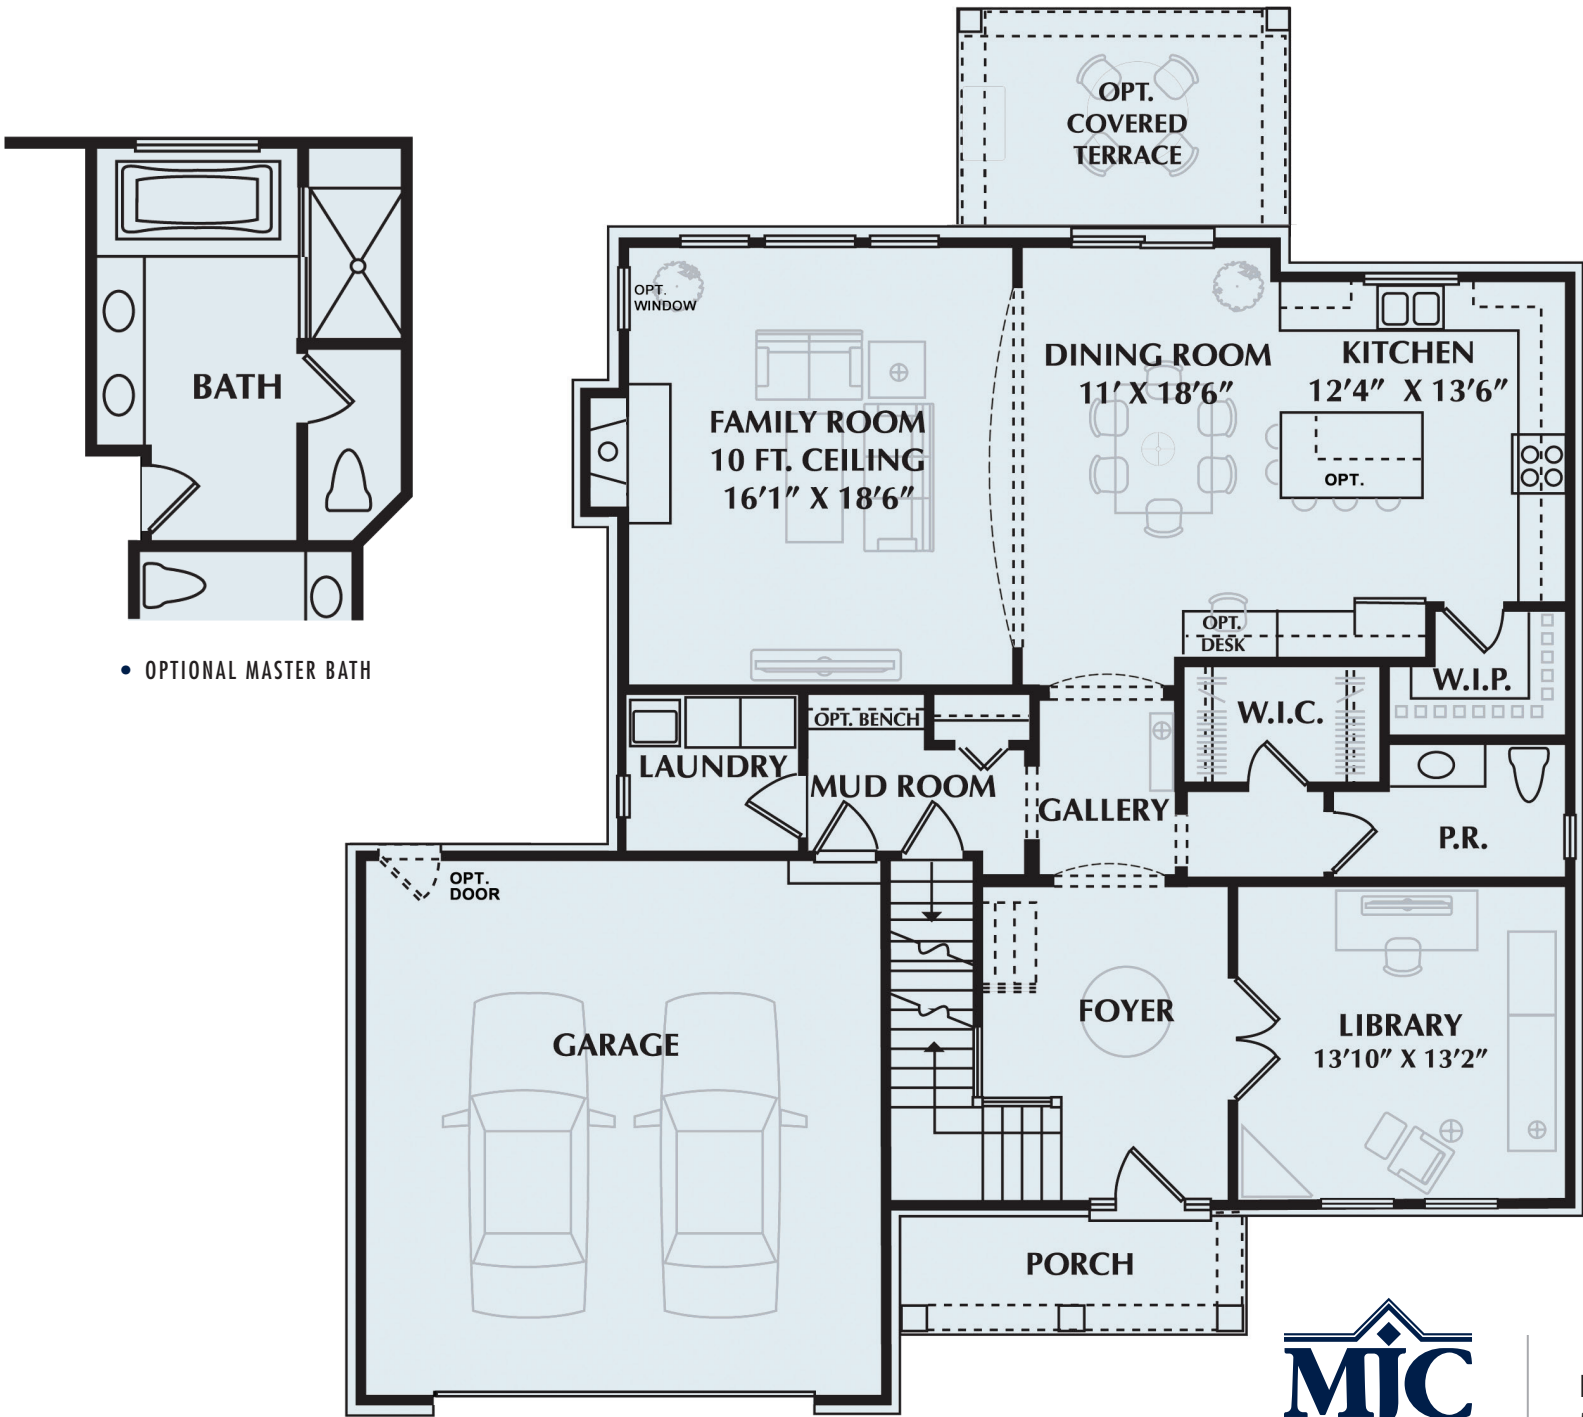 OPT.
COVERED
TERRACE
OPT.
WINDOW
BATH
DINING ROOM
11' X 18'6"
KITCHEN
12'4" X 13'6"
FAMILY ROOM
10 FT. CEILING
16'1" X 18'6"
OPT.
OPT.
DESK
• OPTIONAL MASTER BATH
W.I.P.
W.I.C.
OPT. BENCH
LAUNDRY
MUD ROOM
GALLERY
P.R.
OPT.
DOOR
FOYER
LIBRARY
13'10" X 13'2"
GARAGE
PORCH
MJC